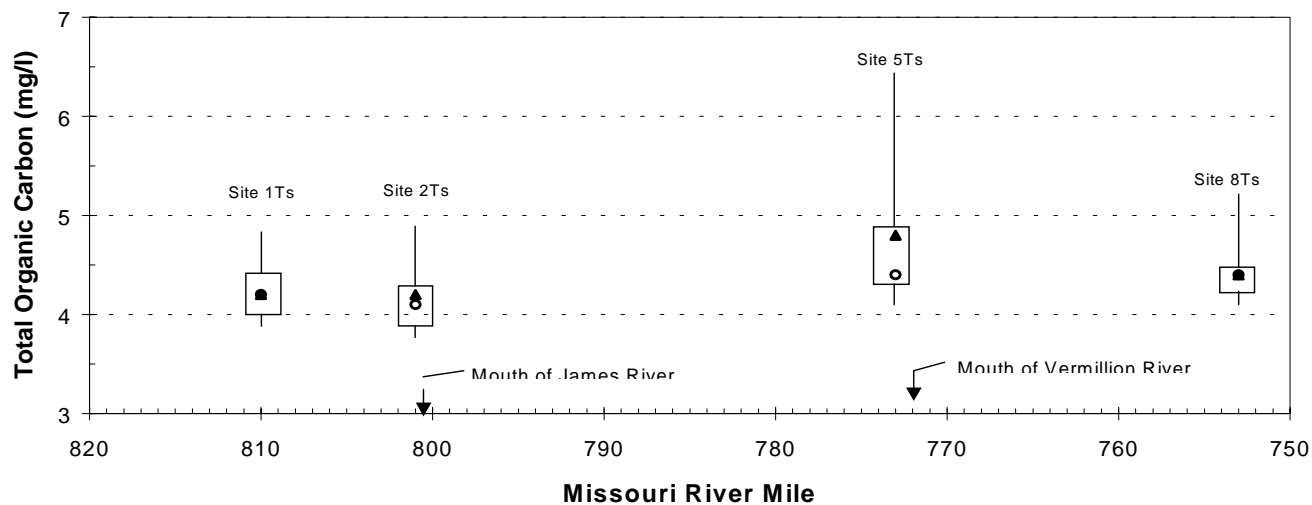 Total Organic Carbon (mg/l)
7
6
5
4
3
Site 1Ts
Site 2Ts
Site 5Ts
Site 8Ts
Mouth of James River
Mouth of Vermillion River
820
810
800
790
780
770
760
750
Missouri River Mile